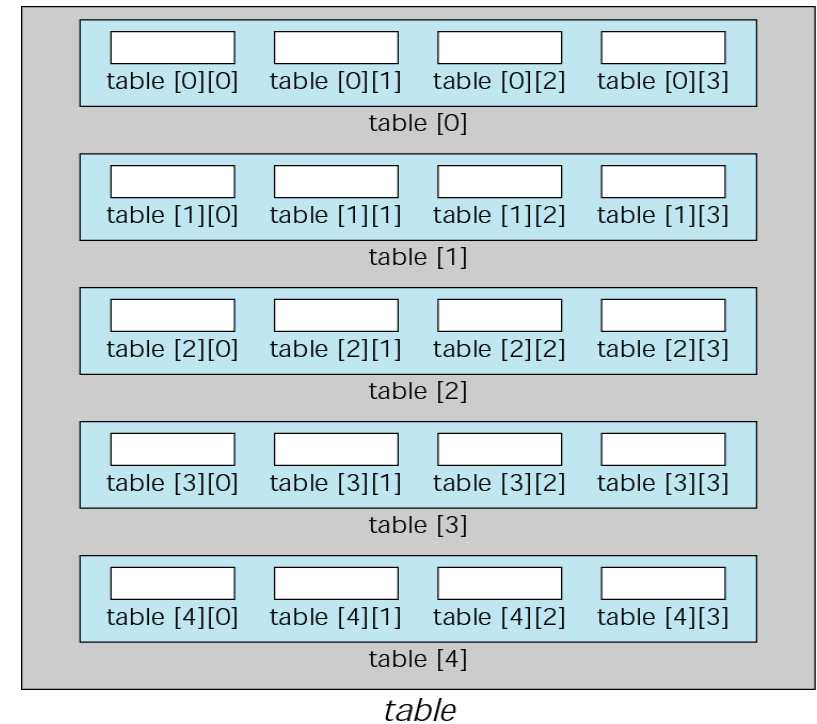 table [0][0] table [0][1] table [0][2] table [0][3]
table [0]
table [1][0] table [1][1] table [1][2] table [1][3]
table [1]
table [2][0] table [2][1] table [2][2] table [2][3]
table [2]
table [3][0] table [3][1] table [3][2] table [3][3]
table [3]
table [4][0] table [4][1] table [4][2] table [4][3]
table [4]
table